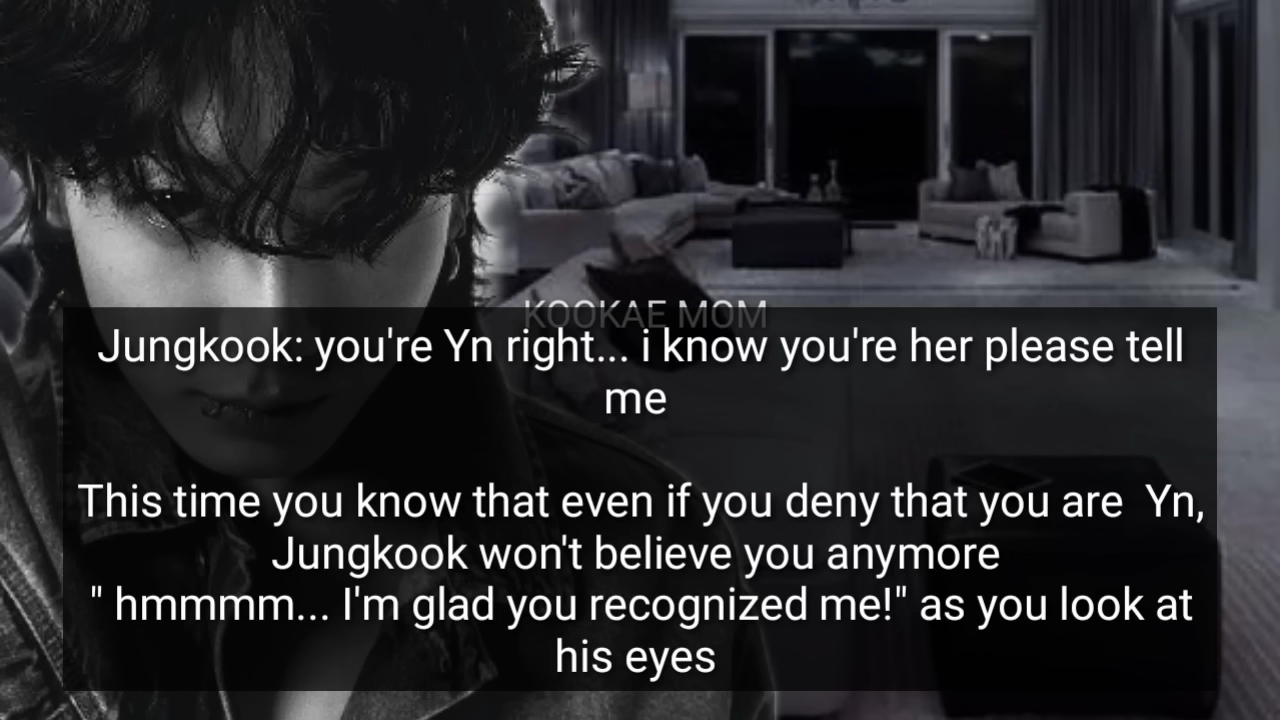 KOOKAE MOM
Jungkook: you're Yn right... i know you're her please tell
me
This time you know that even if you deny that you are  Yn,
Jungkook won't believe you anymore
" hmmmm... I'm glad you recognized me!" as you look at
his eyes